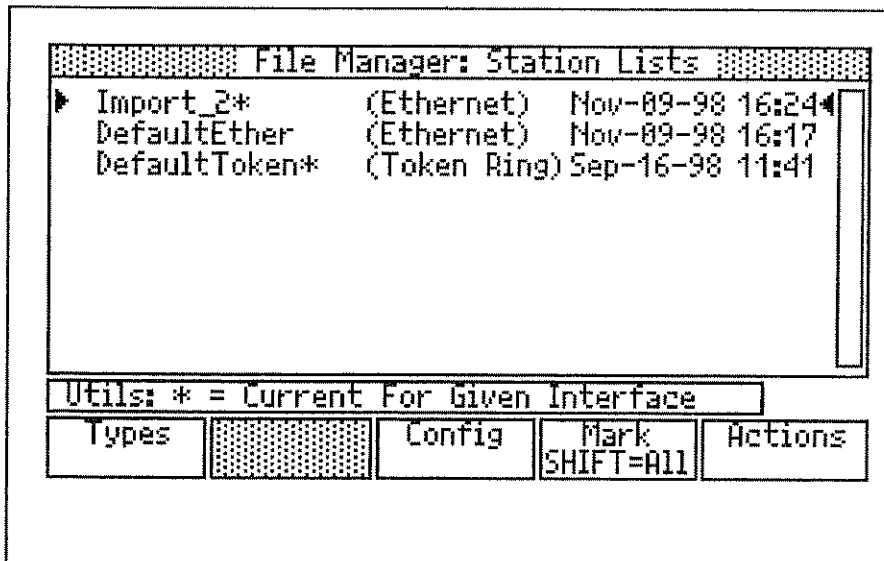 File Manager: Station Lists
Import_2* (Ethernet) Nov-09-98 16:24
DefaultEther (Ethernet) Nov-09-98 16:17
DefaultToken* (Token Ring) Sep-16-98 11:41
Utils: * = Current For Given Interface
Types Config Mark Actions
SHIFT=All